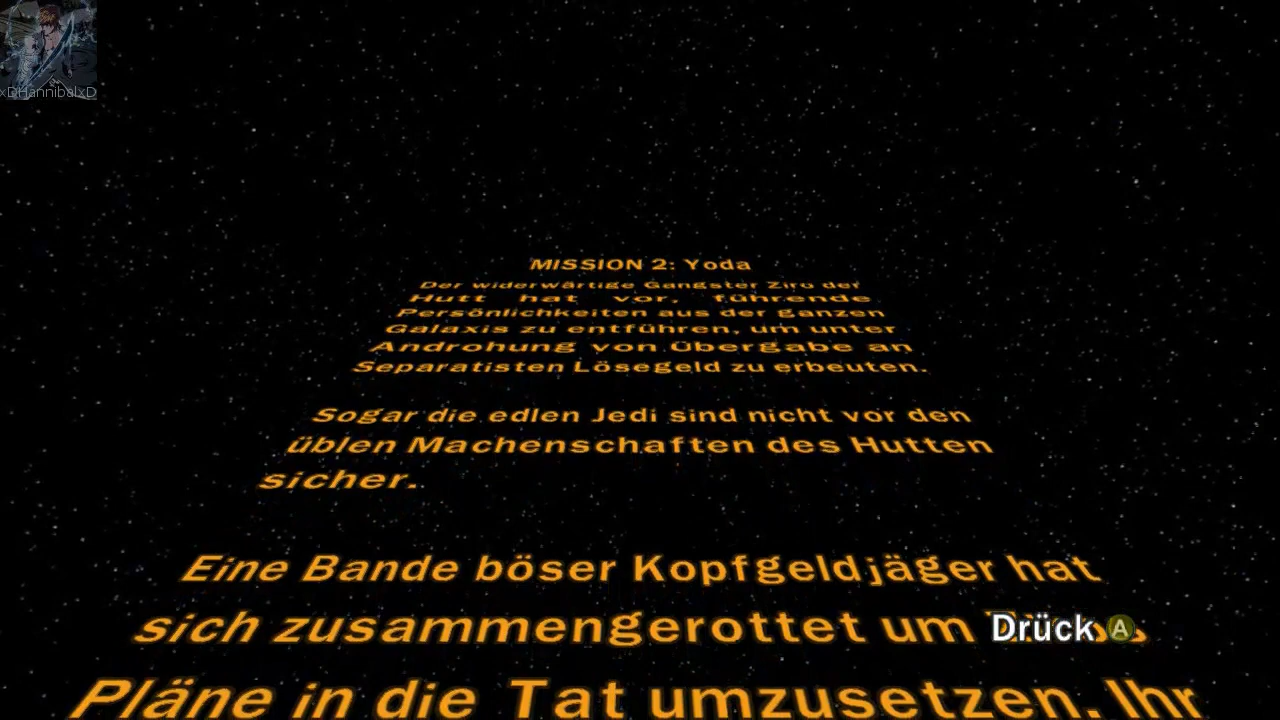 xDHannibalxD
MISSION 2: Yoda
Der widerwärtige Gangster Ziro der
Hutt hat vor, führende
Persönlichkeiten aus der ganzen
Galaxis zu entführen, um unter
Androhung von Übergabe an
Separatisten Lösegeld zu erbeuten.
Sogar die edlen Jedi sind nicht vor den
üblen Machenschaften des Hutten
sicher.
Eine Bande böser Kopfgeldjäger hat
sich zusammengerottet um
Drück A
Pläne in die Tat umzusetzen. Ihr